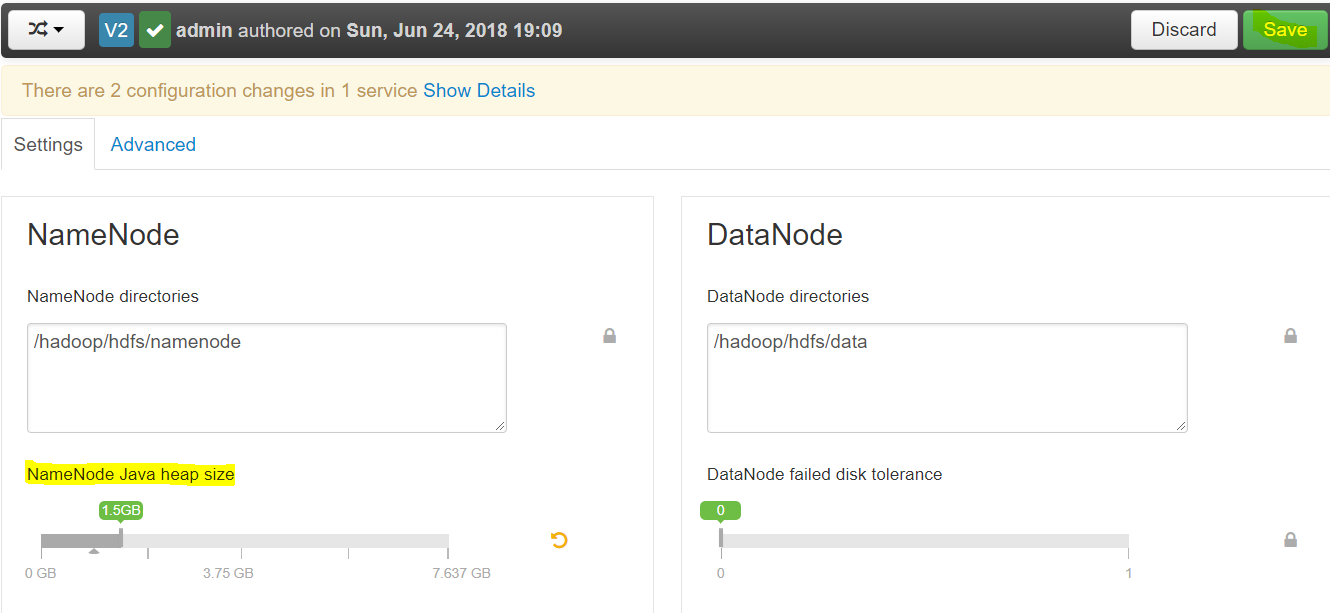 V2 admin authored on Sun, Jun 24, 2018 19:09 Discard Save
There are 2 configuration changes in 1 service Show Details
Settings Advanced
NameNode
NameNode directories
/hadoop/hdfs/namenode
NameNode Java heap size
1.5GB
0 GB 3.75 GB 7.637 GB
DataNode
DataNode directories
/hadoop/hdfs/data
DataNode failed disk tolerance
0
0 1